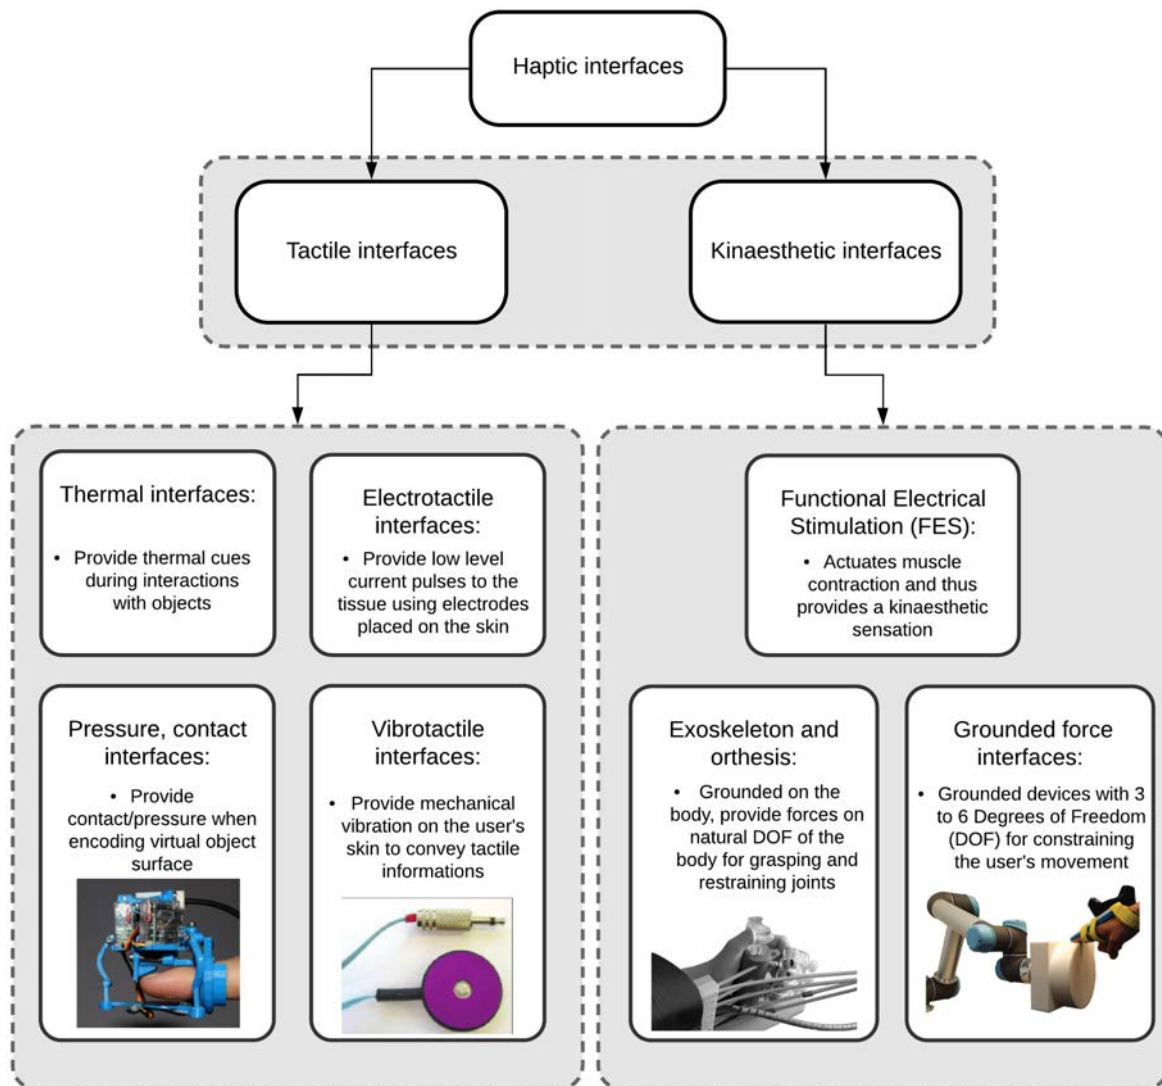 Haptic interfaces
Tactile interfaces
Kinaesthetic interfaces
Thermal interfaces:
• Provide thermal cues
during interactions
with objects
Electrotactile
interfaces:
• Provide low level
current pulses to the
tissue using electrodes
placed on the skin
Functional Electrical
Stimulation (FES):
• Actuates muscle
contraction and thus
provides a kinaesthetic
sensation
Pressure, contact
interfaces:
• Provide
contact/pressure when
encoding virtual object
surface
Vibrotactile
interfaces:
• Provide mechanical
vibration on the user's
skin to convey tactile
informations
Exoskeleton and
orthesis:
• Grounded on the
body, provide forces on
natural DOF of the
body for grasping and
restraining joints
Grounded force
interfaces:
• Grounded devices with 3
to 6 Degrees of Freedom
(DOF) for constraining
the user's movement